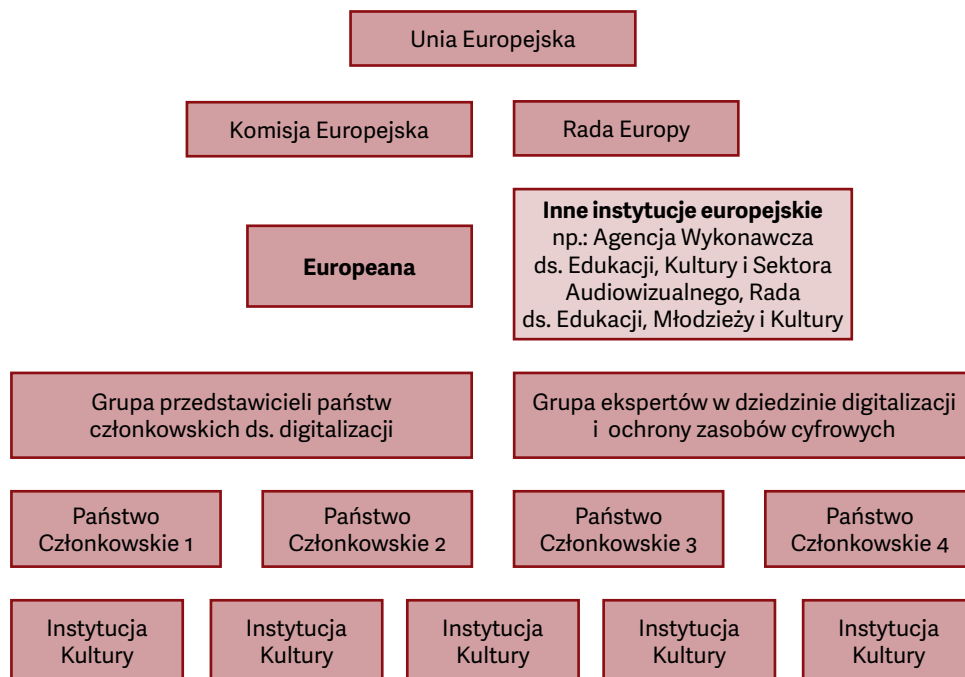 Unia Europejska
Komisja Europejska
Rada Europy
Europeana
Inne instytucje europejskie
np.: Agencja Wykonawcza
ds. Edukacji, Kultury i Sektora
Audiowizualnego, Rada
ds. Edukacji, Młodzieży i Kultury
Grupa przedstawicieli państw
członkowskich ds. digitalizacji
Grupa ekspertów w dziedzinie digitalizacji
i ochrony zasobów cyfrowych
Państwo
Członkowskie 1
Państwo
Członkowskie 2
Państwo
Członkowskie 3
Państwo
Członkowskie 4
Instytucja
Kultury
Instytucja
Kultury
Instytucja
Kultury
Instytucja
Kultury
Instytucja
Kultury